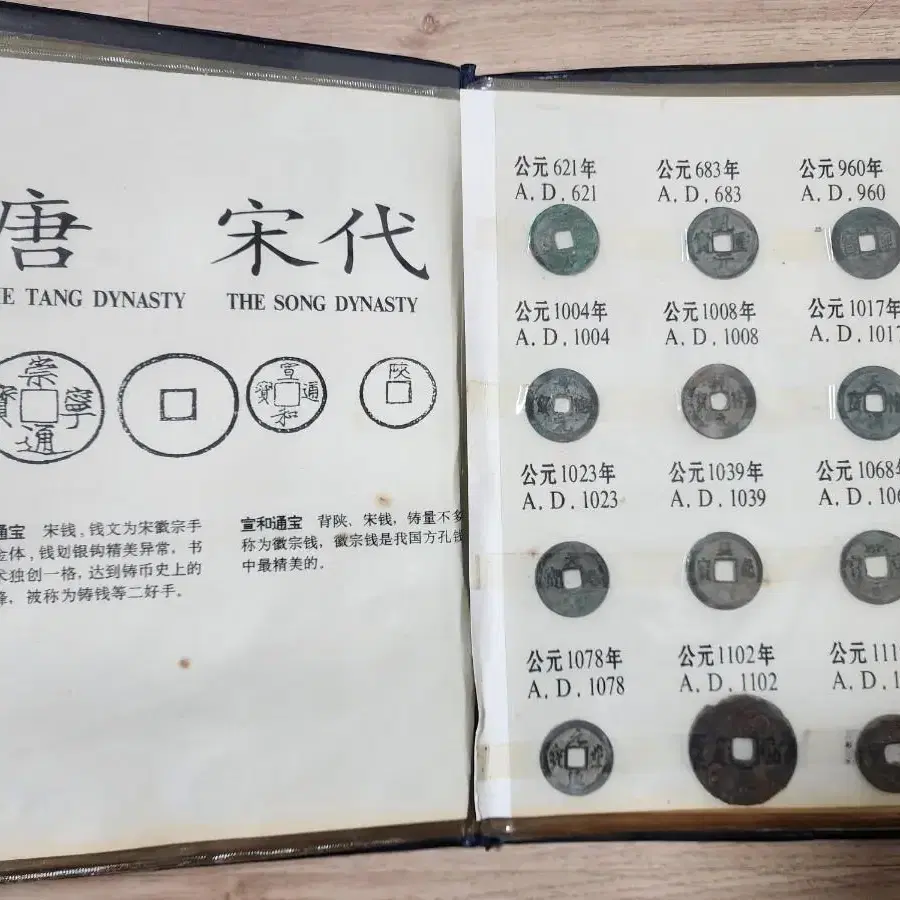 唐 宋代
E TANG DYNASTY THE SONG DYNASTY
崇
寶 寧
通
宣
寶 通
和
陝
通宝 宋钱,钱文为宋徽宗手
金体,钱划银钩精美异常,书
术独创一格,达到铸币史上的
峰,被称为铸钱等二好手。
宣和通宝 背陕、宋钱,铸量不多
称为徽宗钱,徽宗钱是我国方孔钱
中最精美的。
公元621年 公元683年 公元960年
A.D.621 A.D.683 A.D.960
公元1004年 公元1008年 公元1017年
A.D.1004 A.D.1008 A.D.1017
公元1023年 公元1039年 公元1068年
A.D.1023 A.D.1039 A.D.106
公元1078年 公元1102年 公元111
A.D.1078 A.D.1102 A.D.1